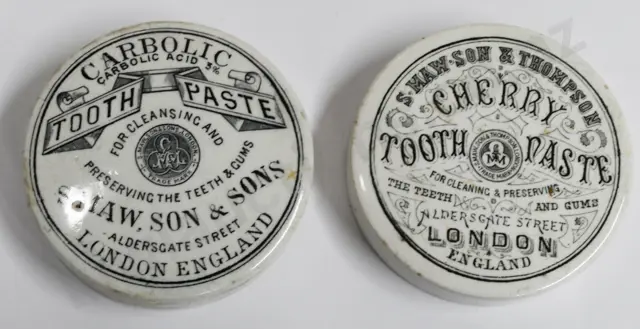 CARBOLIC
CARBOLIC ACID 3%
TOOTH PASTE
FOR CLEANSING AND
PRESERVING THE TEETH & GUMS
S. MAW, SON & SONS
ALDERSGATE STREET
LONDON ENGLAND
S. MAW·SON & THOMPSON
CHERRY
TOOTH PASTE
FOR CLEANING & PRESERVING
THE TEETH AND GUMS
ALDERSGATE STREET
LONDON
ENGLAND